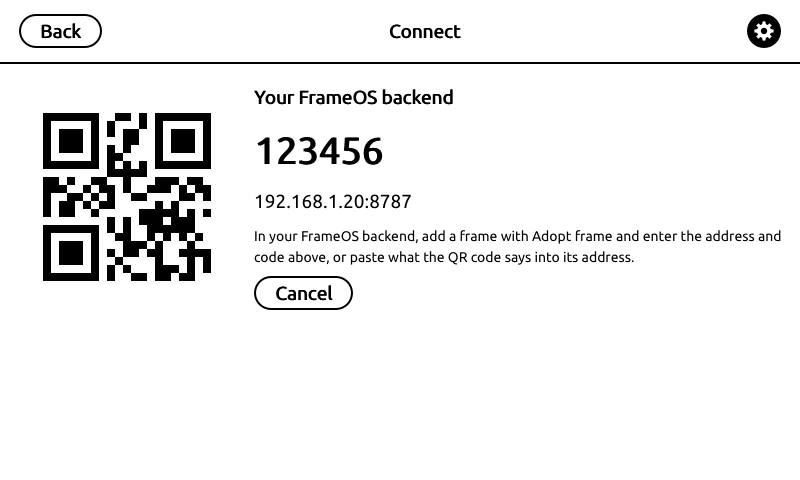 Back
Connect
Your FrameOS backend
123456
192.168.1.20:8787
In your FrameOS backend, add a frame with Adopt frame and enter the address and
code above, or paste what the QR code says into its address.
Cancel